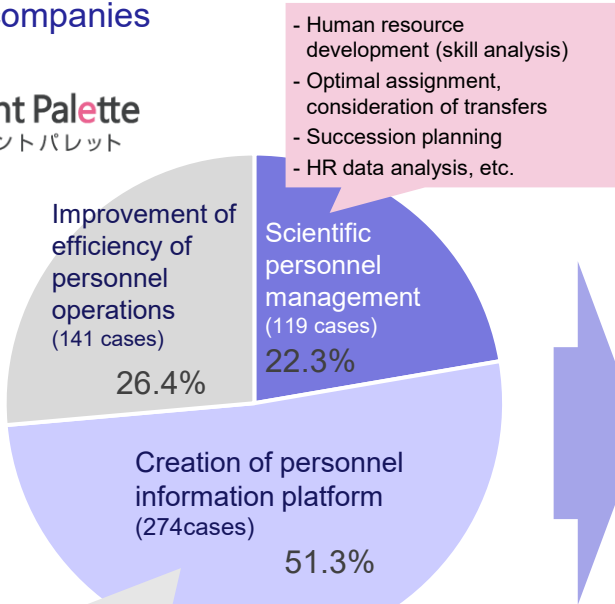 companies
- Human resource
development (skill analysis)
- Optimal assignment,
consideration of transfers
- Succession planning
- HR data analysis, etc.
nt Palette
ントパレット
Improvement of
efficiency of
personnel
operations
(141 cases)
26.4%
Scientific
personnel
management
(119 cases)
22.3%
Creation of personnel
information platform
(274cases)
51.3%